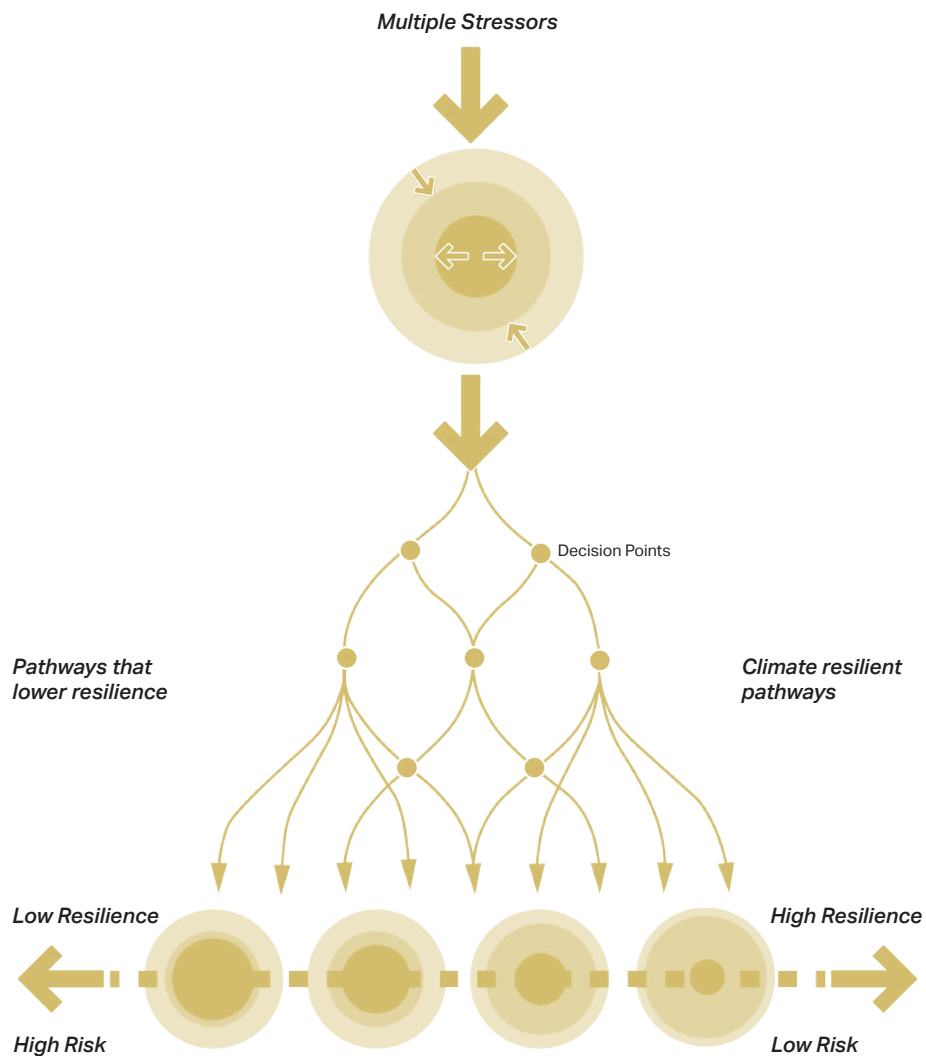 Multiple Stressors
Decision Points
Pathways that
lower resilience
Climate resilient
pathways
Low Resilience
High Resilience
High Risk
Low Risk